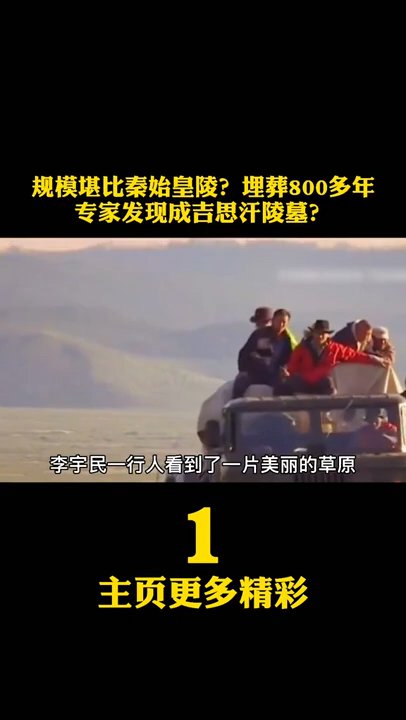 规模堪比秦始皇陵？埋葬800多年
专家发现成吉思汗陵墓？
李宇民一行人看到了一片美丽的草原
1
主页更多精彩